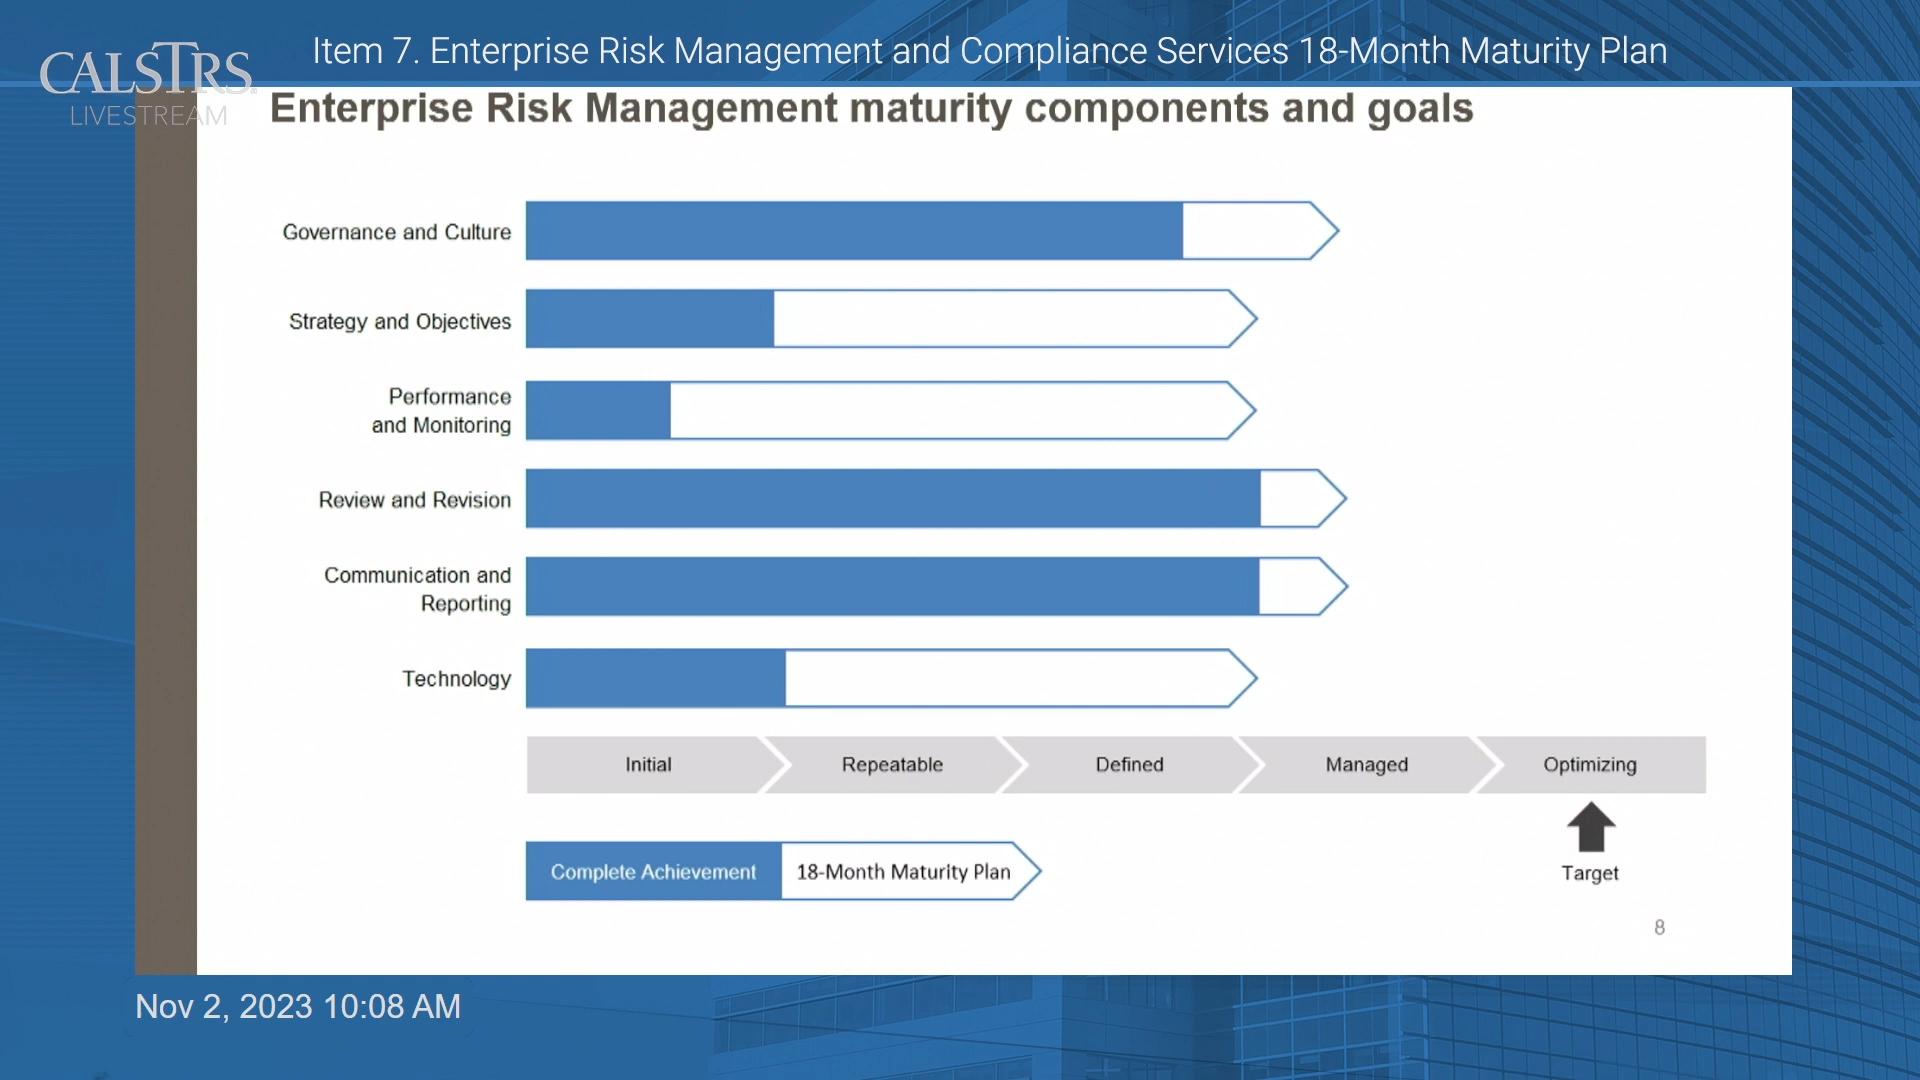 CALSTRS
LIVESTREAM
Item 7. Enterprise Risk Management and Compliance Services 18-Month Maturity Plan
Enterprise Risk Management maturity components and goals
Governance and Culture
Strategy and Objectives
Performance
and Monitoring
Review and Revision
Communication and
Reporting
Technology
Initial
Repeatable
Defined
Managed
Optimizing
Complete Achievement
18-Month Maturity Plan
Target
8
Nov 2, 2023 10:08 AM